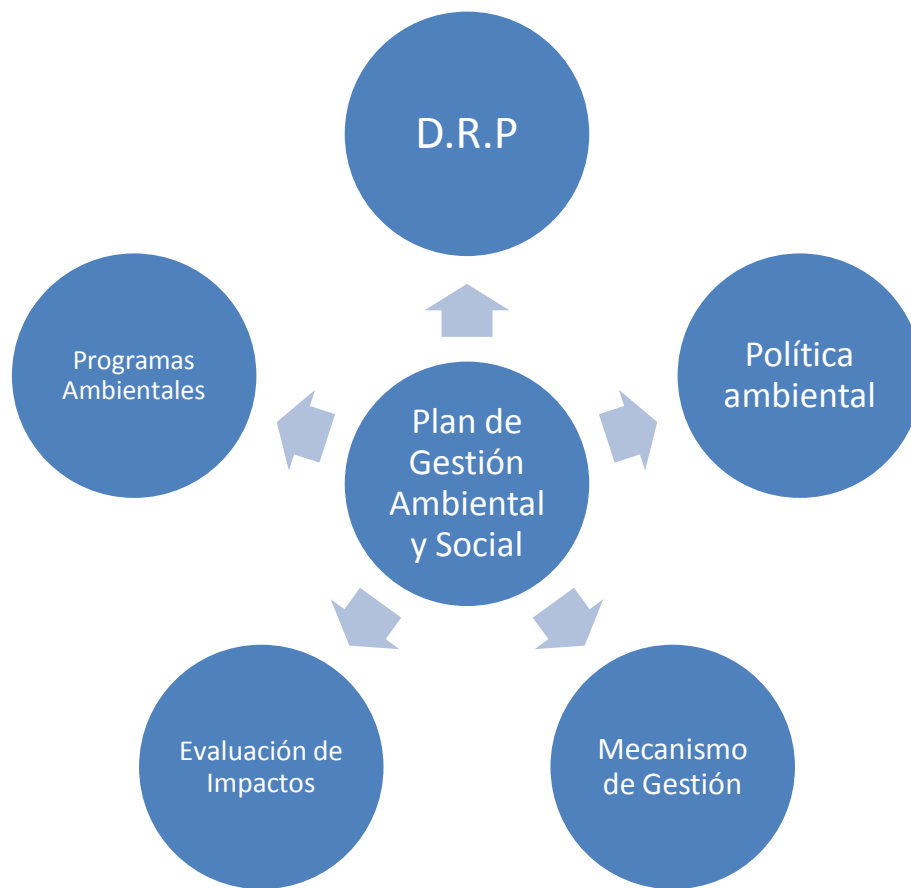 D.R.P
Programas
Ambientales
Política
ambiental
Plan de
Gestión
Ambiental
y Social
Evaluación de
Impactos
Mecanismo
de Gestión